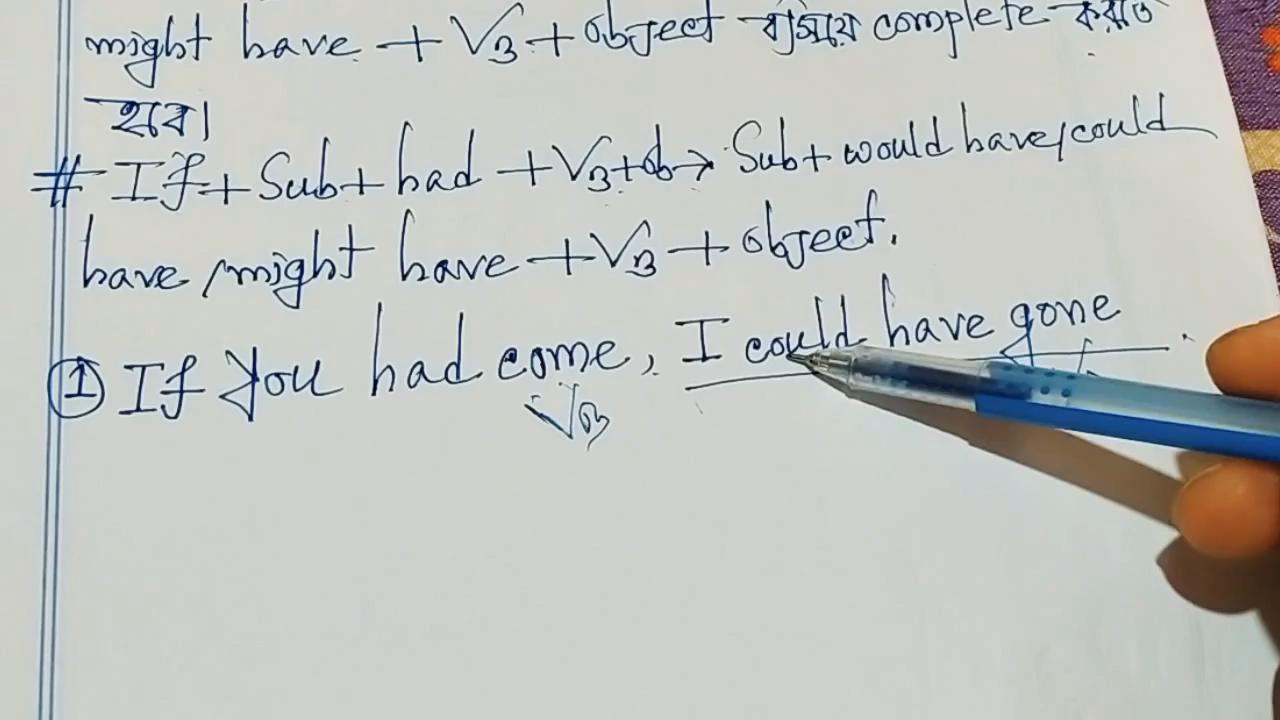 might have + V3 + object বসিয়ে complete করতে
হবে।
# If + Sub + had + V3 + ob → Sub + would have/could
have/might have + V3 + object.
① If you had come, I could have gone.
V3